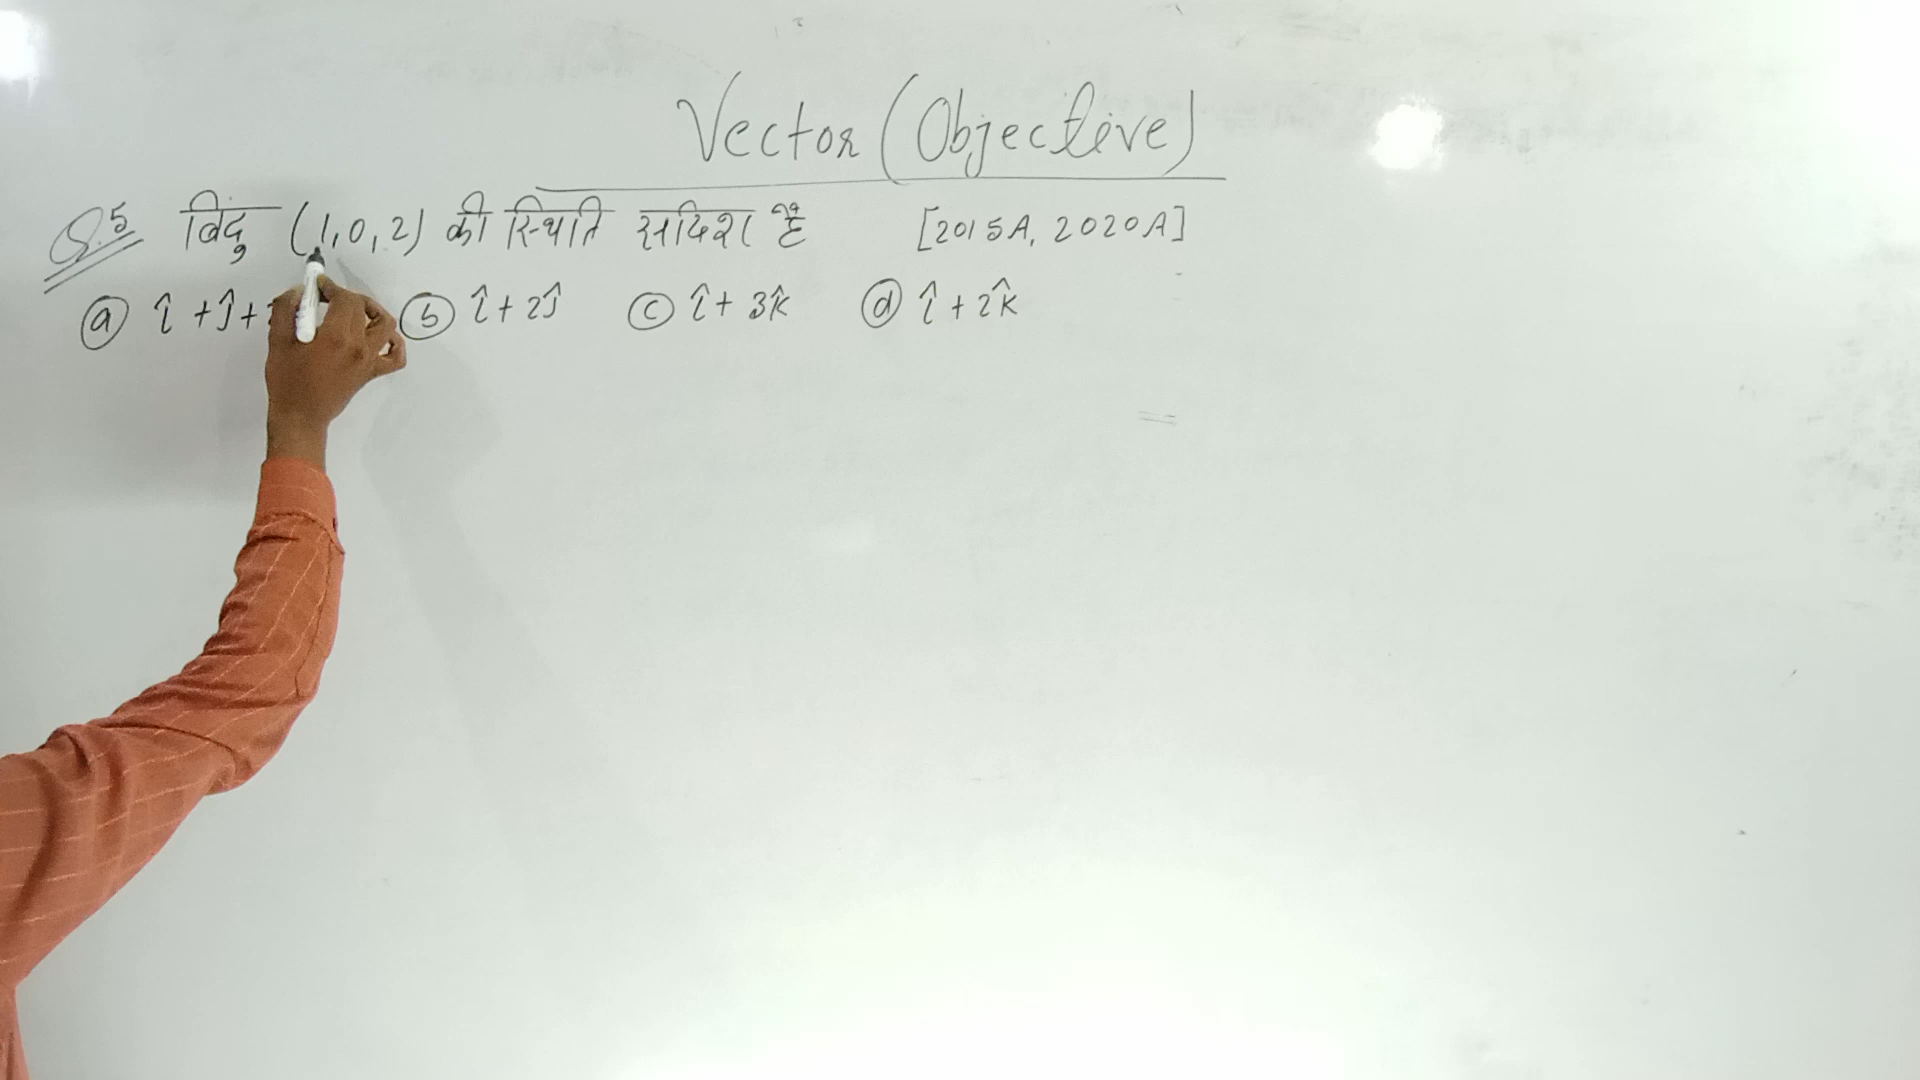 Vector (Objective)
Q.5 बिंदु (1,0,2) की स्थिति सदिश है [2015A, 2020A]
ⓐ î + ĵ + ⓑ î + 2ĵ ⓒ î + 3k̂ ⓓ î + 2k̂